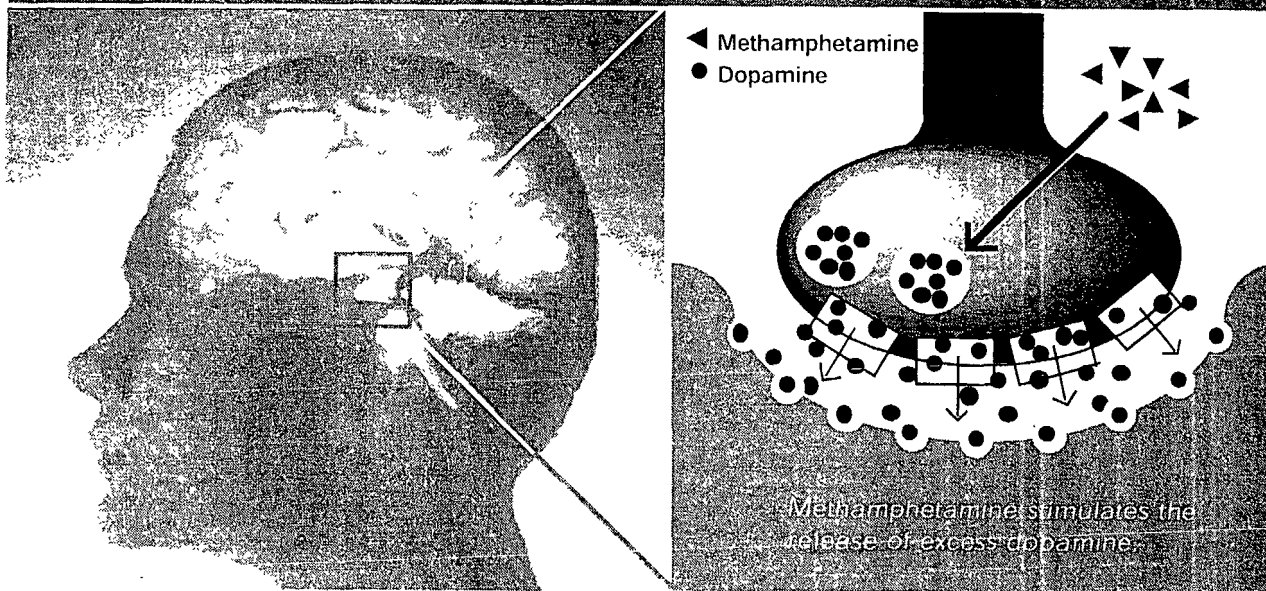 Methamphetamine
Dopamine
Methamphetamine stimulates the
release of excess dopamine.